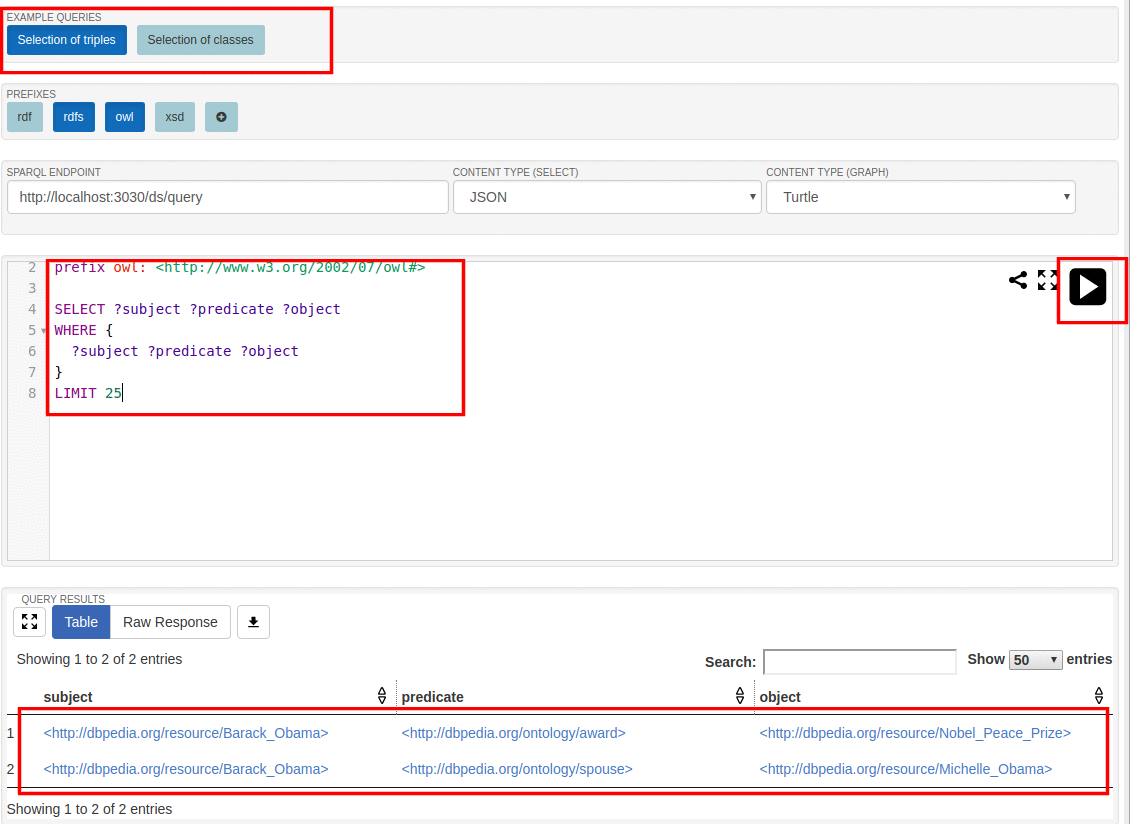 EXAMPLE QUERIES
Selection of triples Selection of classes
PREFIXES
rdf rdfs owl xsd
SPARQL ENDPOINT CONTENT TYPE (SELECT) CONTENT TYPE (GRAPH)
http://localhost:3030/ds/query JSON Turtle
2 prefix owl: <http://www.w3.org/2002/07/owl#>
3
4 SELECT ?subject ?predicate ?object
5 WHERE {
6 ?subject ?predicate ?object
7 }
8 LIMIT 25
QUERY RESULTS
Table Raw Response
Showing 1 to 2 of 2 entries Search: Show 50 entries
subject predicate object
1 <http://dbpedia.org/resource/Barack_Obama> <http://dbpedia.org/ontology/award> <http://dbpedia.org/resource/Nobel_Peace_Prize>
2 <http://dbpedia.org/resource/Barack_Obama> <http://dbpedia.org/ontology/spouse> <http://dbpedia.org/resource/Michelle_Obama>
Showing 1 to 2 of 2 entries